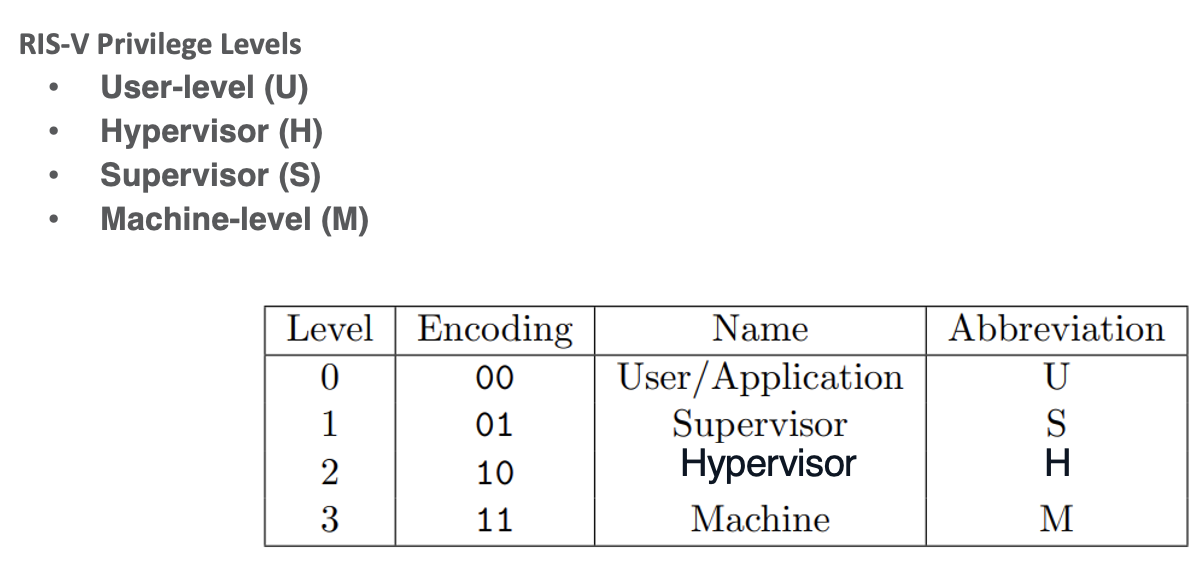 RIS-V Privilege Levels
• User-level (U)
• Hypervisor (H)
• Supervisor (S)
• Machine-level (M)
Level Encoding Name Abbreviation
0 00 User/Application U
1 01 Supervisor S
2 10 Hypervisor H
3 11 Machine M